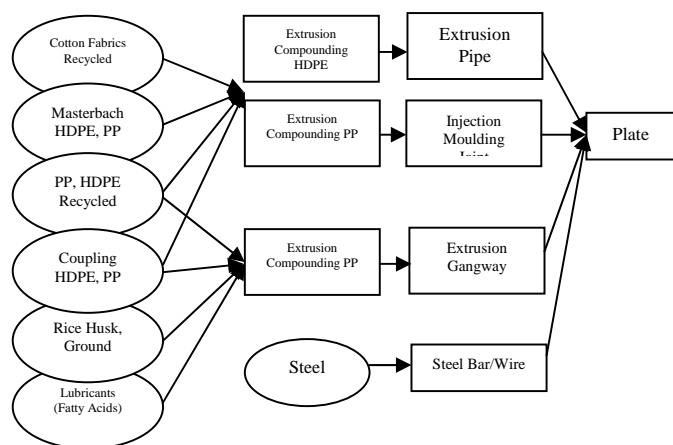 Cotton Fabrics
Recycled
Masterbach
HDPE, PP
PP, HDPE
Recycled
Coupling
HDPE, PP
Rice Husk,
Ground
Lubricants
(Fatty Acids)
Extrusion
Compounding
HDPE
Extrusion
Pipe
Extrusion
Compounding PP
Injection
Moulding
Joint
Plate
Extrusion
Compounding PP
Extrusion
Gangway
Steel
Steel Bar/Wire